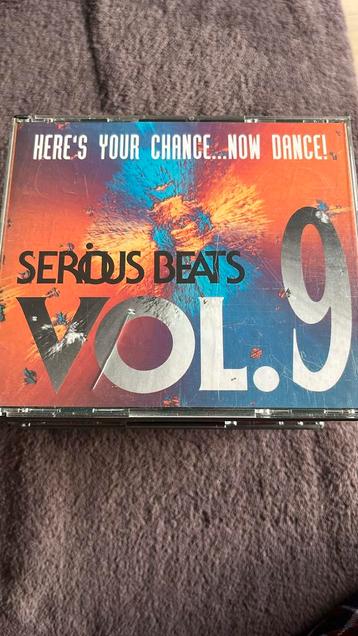 HERE'S YOUR CHANCE...NOW DANCE!
SERIOUS BEATS
VOL.9